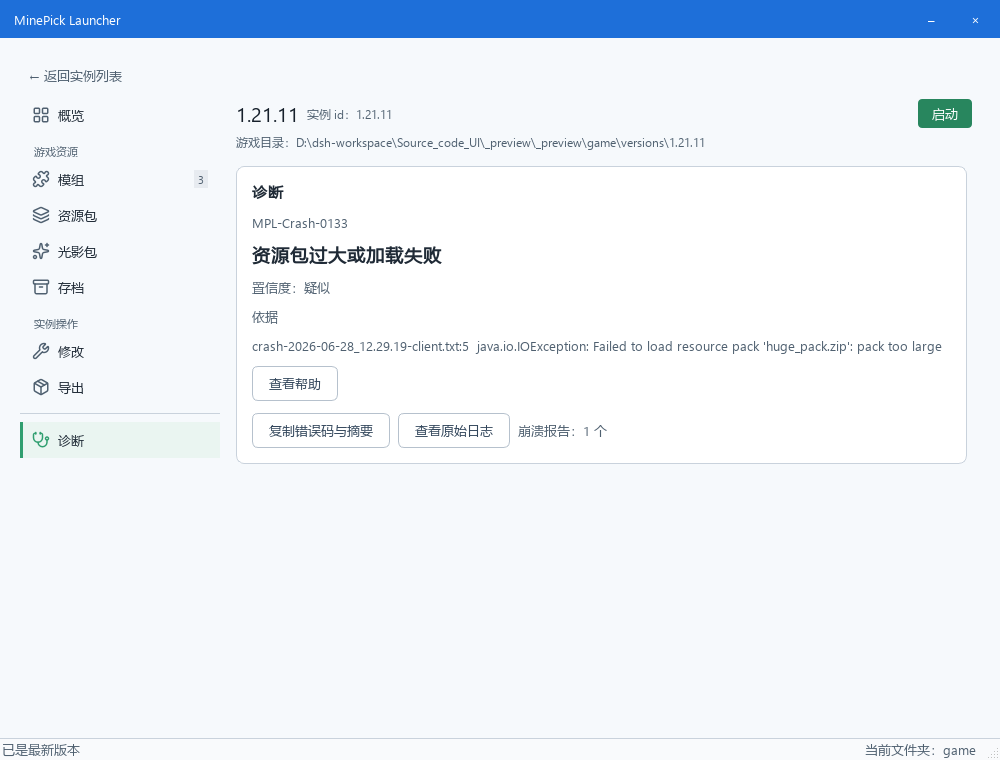 MinePick Launcher
← 返回实例列表
概览
游戏资源
模组 3
资源包
光影包
存档
实例操作
修改
导出
诊断
1.21.11 实例 id：1.21.11
启动
游戏目录：D:\dsh-workspace\Source_code_UI\_preview\_preview\game\versions\1.21.11
诊断
MPL-Crash-0133
资源包过大或加载失败
置信度：疑似
依据
crash-2026-06-28_12.29.19-client.txt:5 java.io.IOException: Failed to load resource pack 'huge_pack.zip': pack too large
查看帮助
复制错误码与摘要 查看原始日志 崩溃报告：1 个
已是最新版本 当前文件夹：game